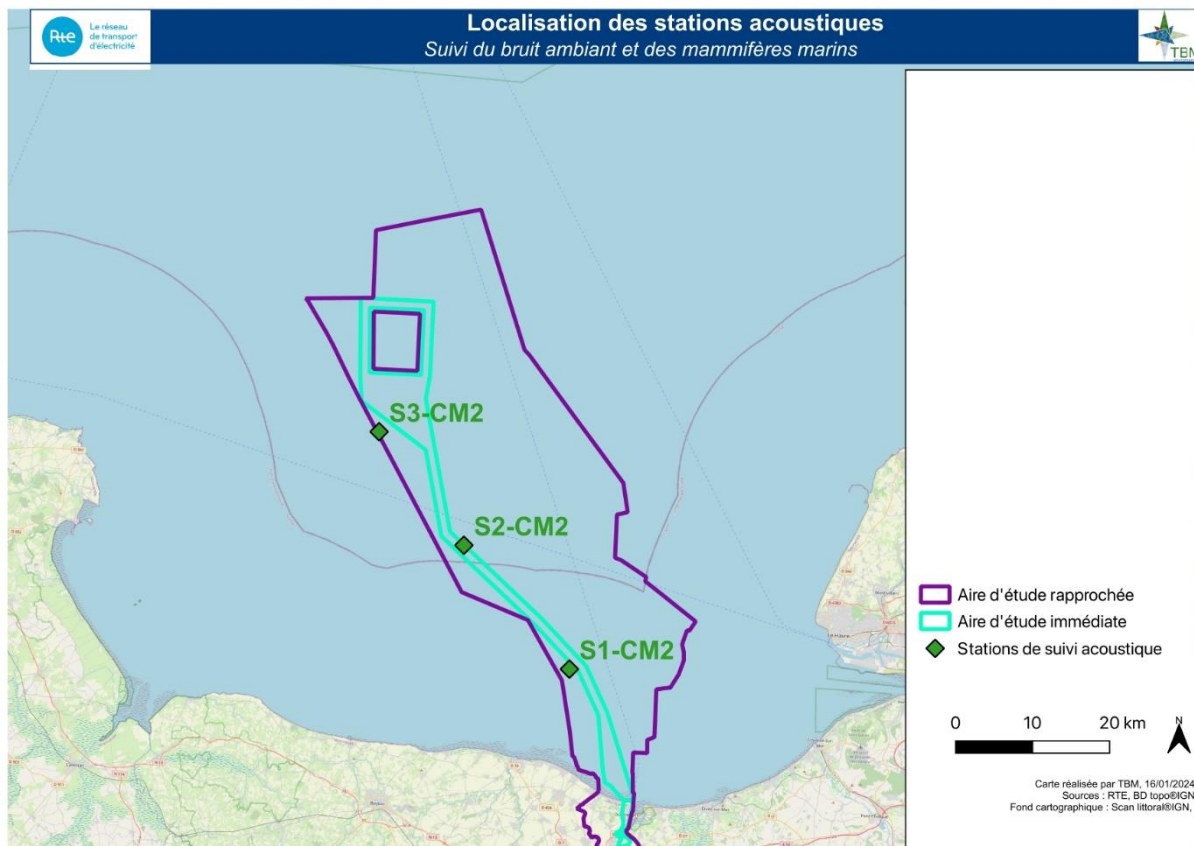 Rte
Le réseau
de transport
d'électricité
Localisation des stations acoustiques
Suivi du bruit ambiant et des mammifères marins
TBM
S3-CM2
S2-CM2
S1-CM2
Aire d'étude rapprochée
Aire d'étude immédiate
Stations de suivi acoustique
0 10 20 km
N
Carte réalisée par TBM, 16/01/2024
Sources : RTE, BD topo®IGN
Fond cartographique : Scan littoral®IGN,